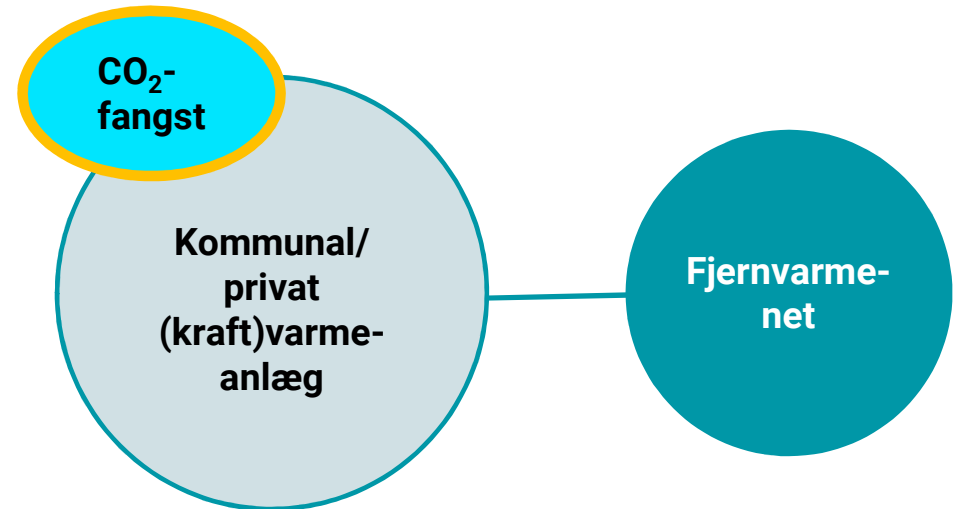 CO₂-
fangst
Kommunal/
privat
(kraft)varme-
anlæg
Fjernvarme-
net